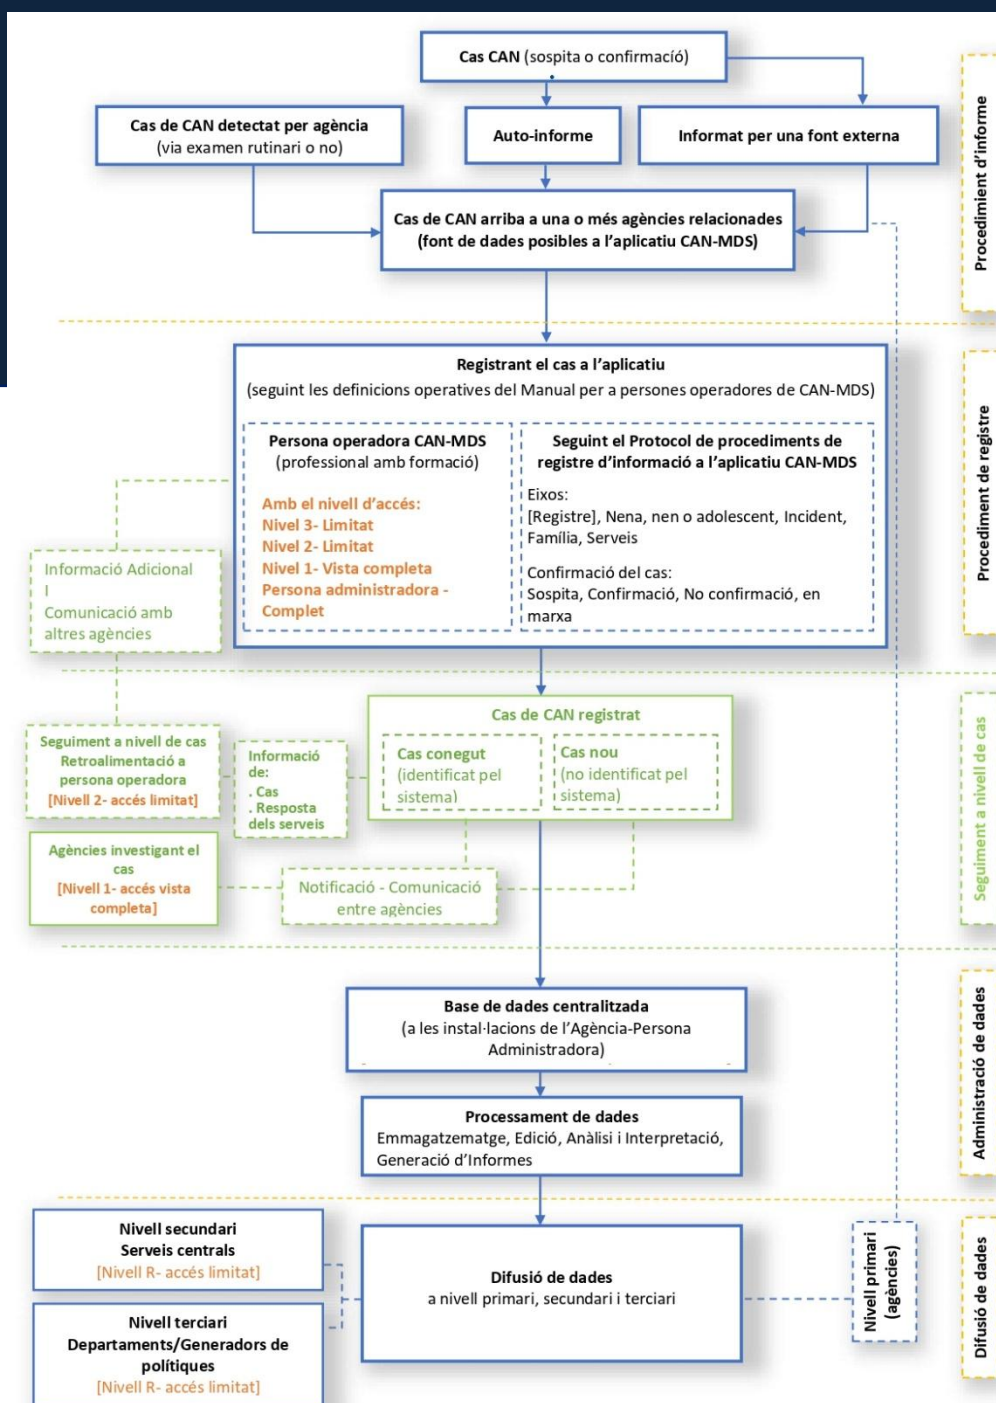 Cas CAN (sospita o confirmació)
Cas de CAN detectat per agència
(via examen rutinari o no)
Auto-informe
Informat per una font externa
Cas de CAN arriba a una o més agències relacionades
(font de dades posibles a l’aplicatiu CAN-MDS)
Procedimient d’informe
Registrant el cas a l’aplicatiu
(seguint les definicions operatives del Manual per a persones operadores de CAN-MDS)
Persona operadora CAN-MDS
(professional amb formació)
Amb el nivell d’accés:
Nivel 3- Limitat
Nivel 2- Limitat
Nivel 1- Vista completa
Persona administradora -
Complet
Seguint el Protocol de procediments de
registre d’informació a l’aplicatiu CAN-MDS
Eixos:
[Registre], Nena, nen o adolescent, Incident,
Família, Serveis
Confirmació del cas:
Sospita, Confirmació, No confirmació, en
marxa
Procediment de registre
Informació Adicional
I
Comunicació amb
altres agències
Cas de CAN registrat
Cas conegut
(identificat pel
sistema)
Cas nou
(no identificat pel
sistema)
Seguiment a nivell de cas
Retroalimentació a
persona operadora
[Nivell 2- accés limitat]
Informació
de:
. Cas
. Resposta
dels serveis
Agències investigant el
cas
[Nivell 1- accés vista
completa]
Notificació - Comunicació
entre agències
Seguiment a nivell de cas
Base de dades centralitzada
(a les instal·lacions de l’Agència-Persona
Administradora)
Processament de dades
Emmagatzematge, Edició, Anàlisi i Interpretació,
Generació d’Informes
Administració de dades
Nivell secundari
Serveis centrals
[Nivell R- accés limitat]
Nivell terciari
Departaments/Generadors de
polítiques
[Nivell R- accés limitat]
Difusió de dades
a nivell primari, secundari i terciari
Nivell primari
(agències)
Difusió de dades